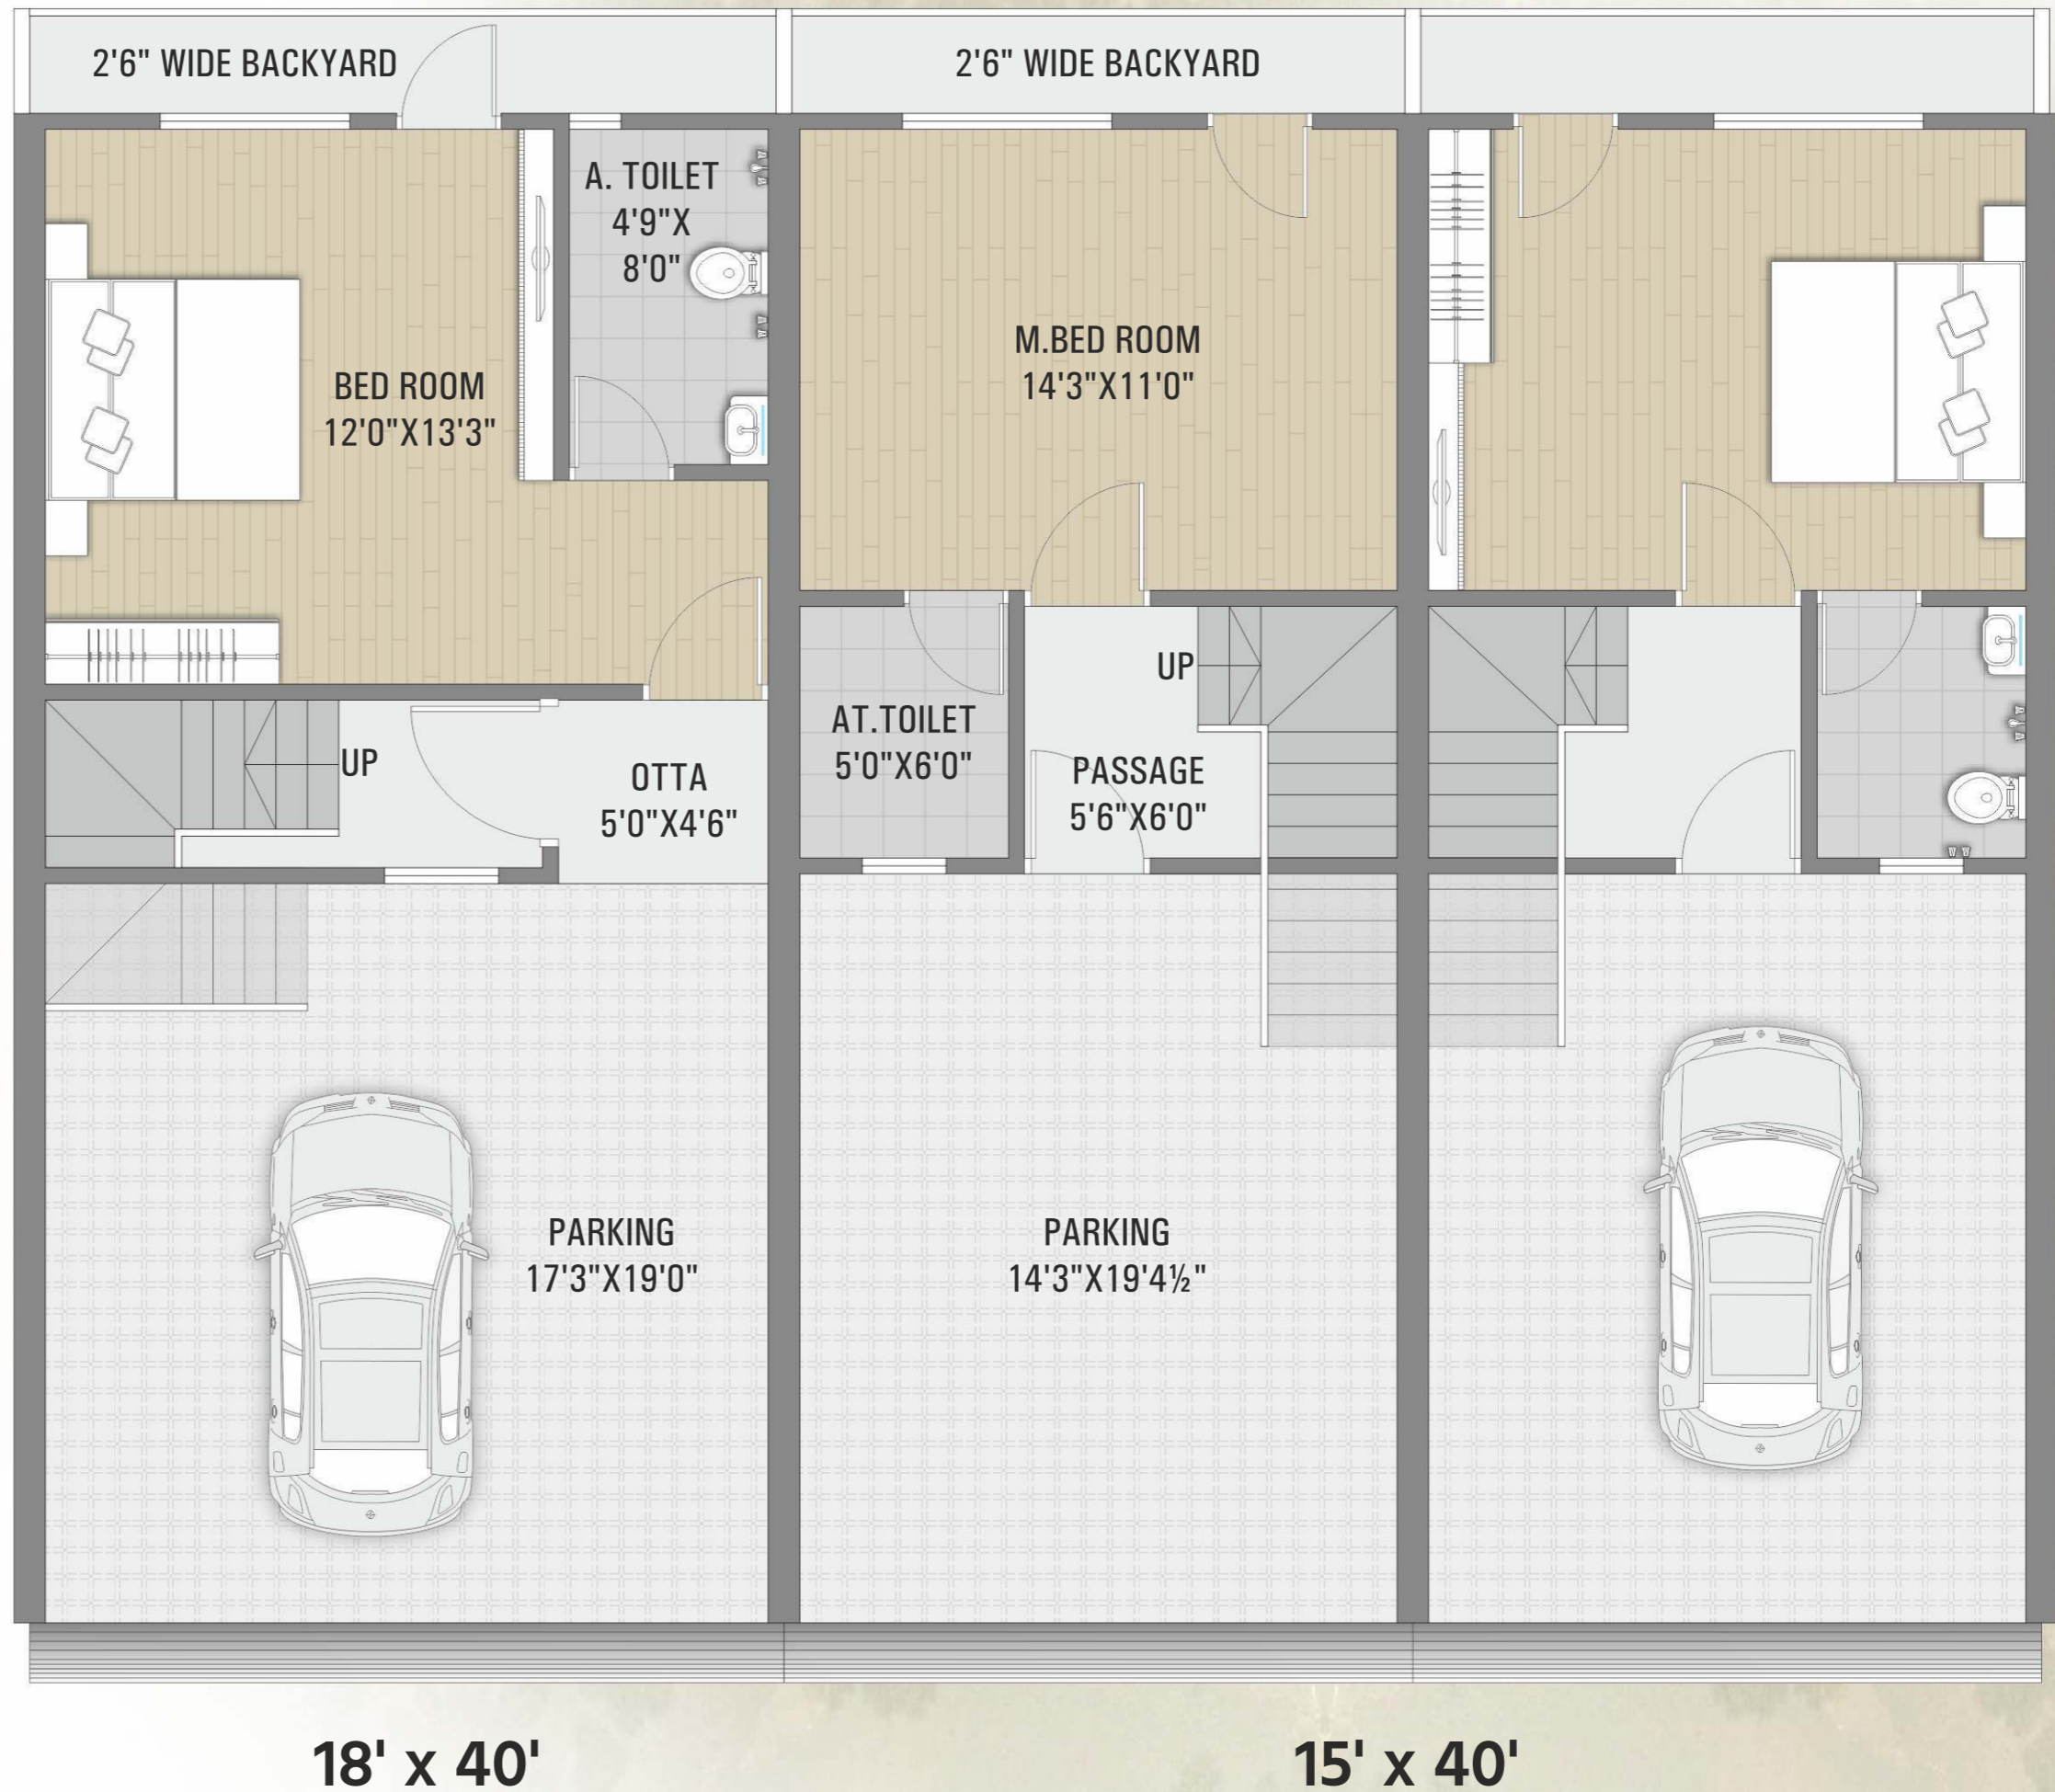 2'6" WIDE BACKYARD
2'6" WIDE BACKYARD
A. TOILET
4'9"X
8'0"
BED ROOM
12'0"X13'3"
M.BED ROOM
14'3"X11'0"
UP
OTTA
5'0"X4'6"
AT.TOILET
5'0"X6'0"
UP
PASSAGE
5'6"X6'0"
PARKING
17'3"X19'0"
PARKING
14'3"X19'4½"
18' x 40'
15' x 40'